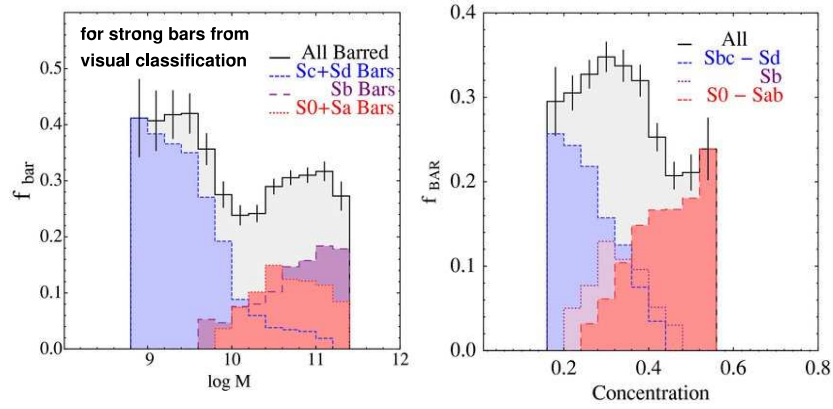 for strong bars from
visual classification
All Barred
Sc+Sd Bars
Sb Bars
S0+Sa Bars
0.5
0.4
0.3
0.2
0.1
0.0
f bar
9
10
11
12
log M
All
Sbc - Sd
Sb
S0 - Sab
0.4
0.3
0.2
0.1
0.0
f BAR
0.2
0.4
0.6
0.8
Concentration